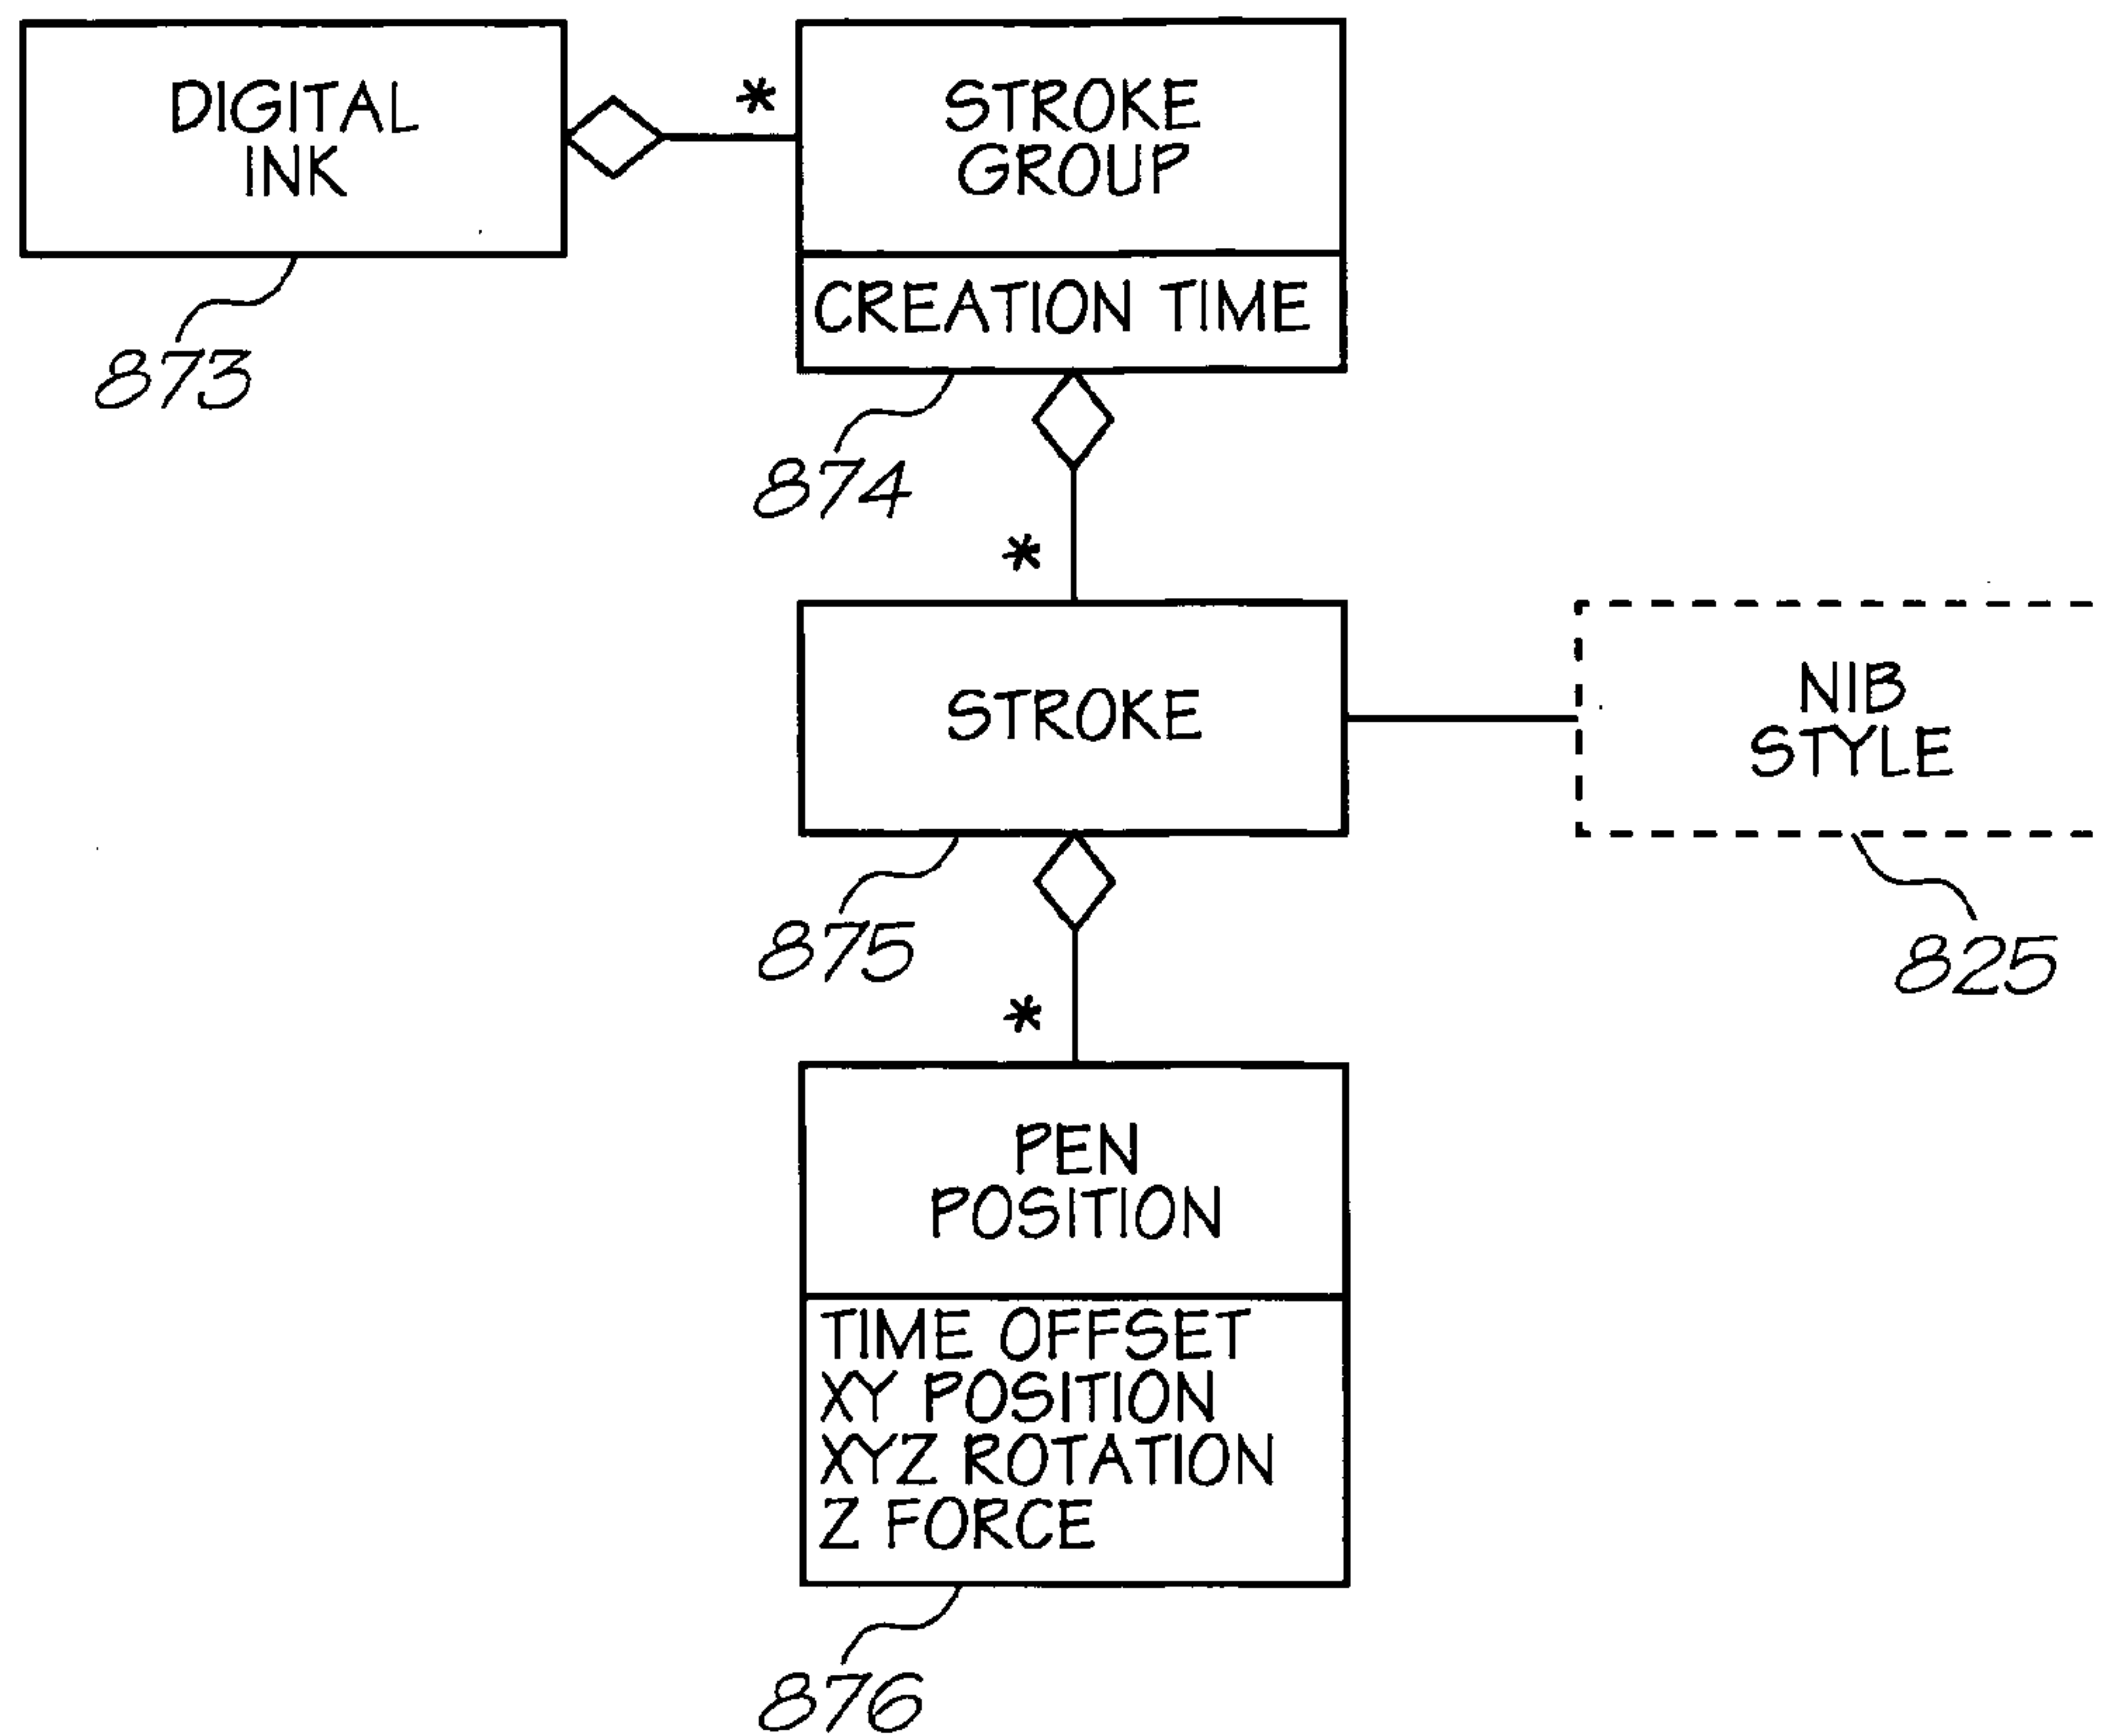 DIGITAL
INK
873
*
STROKE
GROUP
CREATION TIME
874
*
STROKE
875
NIB
STYLE
825
*
PEN
POSITION
TIME OFFSET
XY POSITION
XYZ ROTATION
Z FORCE
876